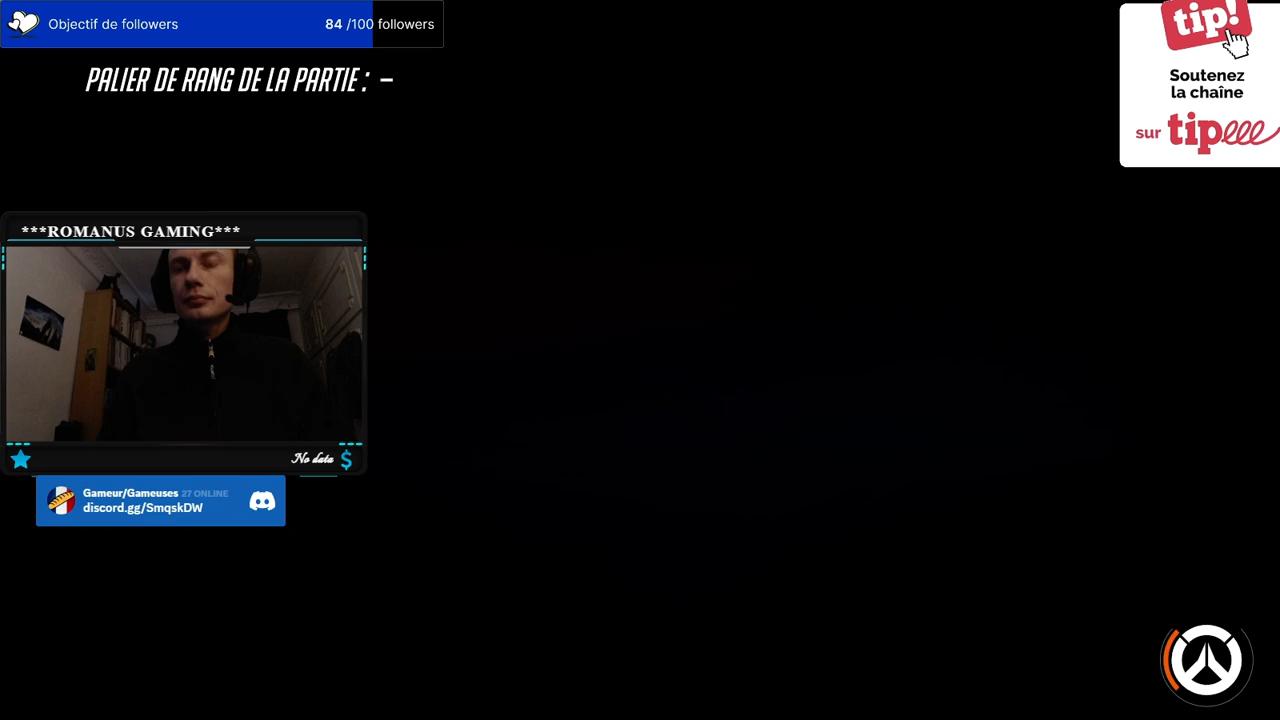 Objectif de followers 84 /100 followers
PALIER DE RANG DE LA PARTIE : –
tip!
Soutenez
la chaîne
sur tipeee
***ROMANUS GAMING***
No data $
Gameur/Gameuses 27 ONLINE
discord.gg/SmqskDW